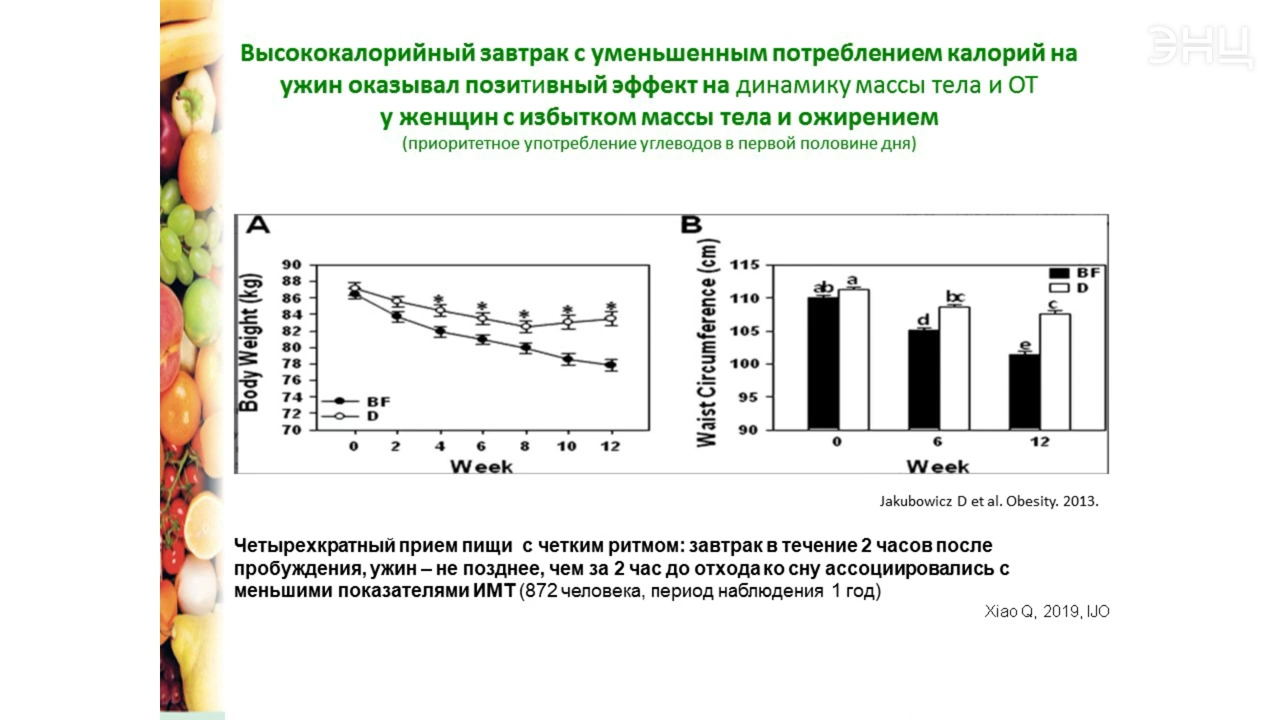 ЭНЦ
Высококалорийный завтрак с уменьшенным потреблением калорий на
ужин оказывал позитивный эффект на динамику массы тела и ОТ
у женщин с избытком массы тела и ожирением
(приоритетное употребление углеводов в первой половине дня)
A
Body Weight (kg)
90
88
86
84
82
80
78
76
74
72
70
* * * * *
BF
D
0 2 4 6 8 10 12
Week
B
Waist Circumference (cm)
115
110
105
100
95
90
BF
D
ab a
d bc
e c
0 6 12
Week
Jakubowicz D et al. Obesity. 2013.
Четырехкратный прием пищи с четким ритмом: завтрак в течение 2 часов после
пробуждения, ужин – не позднее, чем за 2 час до отхода ко сну ассоциировались с
меньшими показателями ИМТ (872 человека, период наблюдения 1 год)
Xiao Q, 2019, IJO